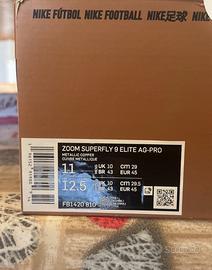 NIKE FÚTBOL NIKE FOOTBALL NIKE足球
ZOOM SUPERFLY 9 ELITE AG-PRO
METALLIC COPPER
CUIVRE METALLIQUE
11 UK 10 CM 29
BR 43 EUR 45
12.5 UK 10 CM 29.5
BR 43 EUR 45
FB1420 810
Subito